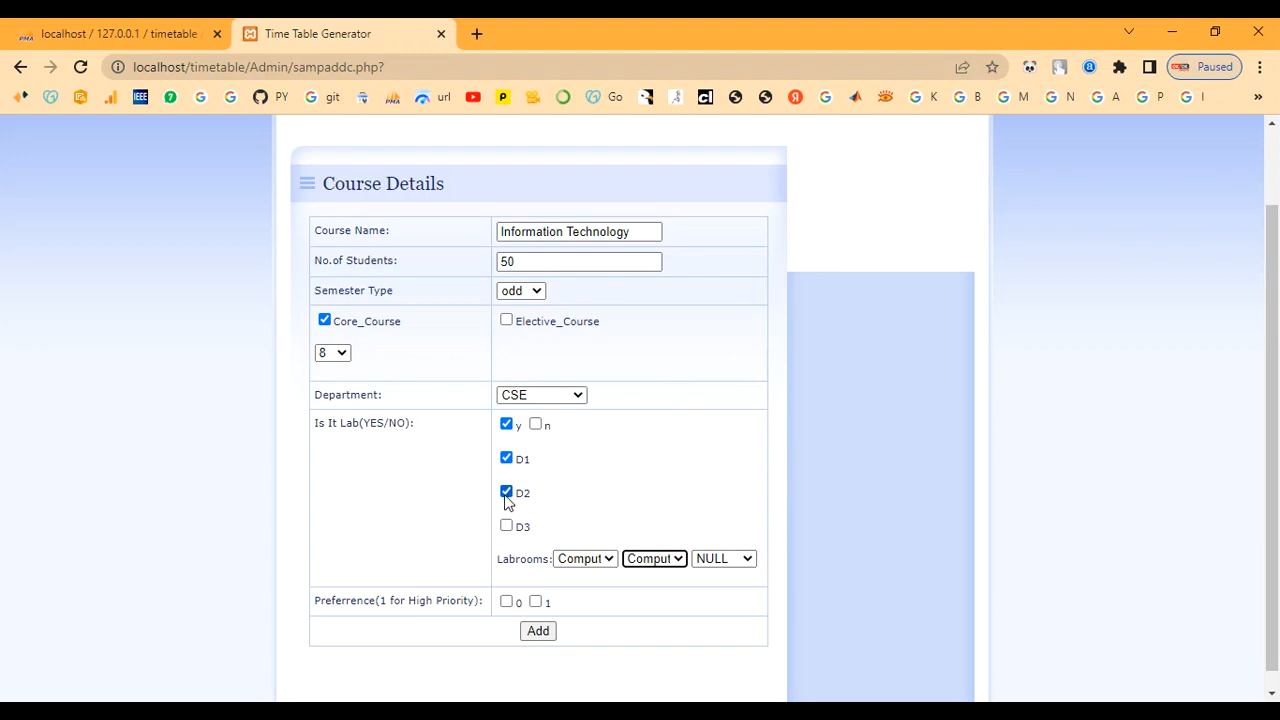 localhost / 127.0.0.1 / timetable
Time Table Generator
localhost/timetable/Admin/sampaddc.php?
Paused
IEEE
PY
git
url
Go
K
B
M
N
A
P
I
Course Details
Course Name: Information Technology
No.of Students: 50
Semester Type odd
Core_Course Elective_Course
8
Department: CSE
Is It Lab(YES/NO): y n
D1
D2
D3
Labrooms: Comput Comput NULL
Preferrence(1 for High Priority): 0 1
Add